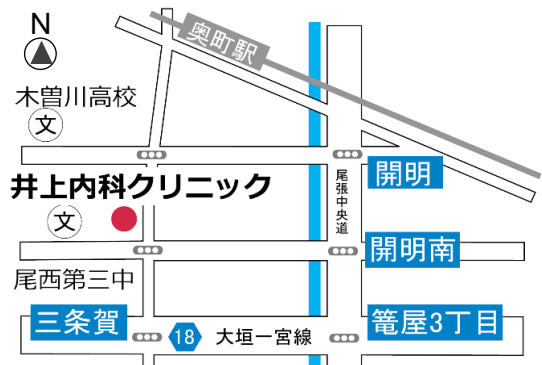 N
奥町駅
木曽川高校
文
開明
井上内科クリニック
尾張中央道
文
開明南
尾西第三中
三条賀
18
大垣一宮線
篭屋3丁目